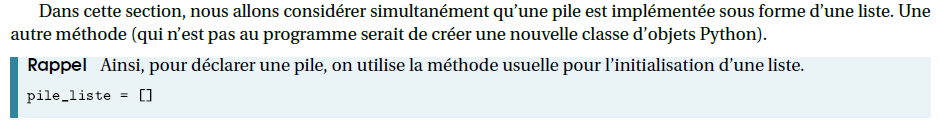 Dans cette section, nous allons considérer simultanément qu'une pile est implémentée sous forme d'une liste. Une
autre méthode (qui n'est pas au programme serait de créer une nouvelle classe d'objets Python).
Rappel Ainsi, pour déclarer une pile, on utilise la méthode usuelle pour l'initialisation d'une liste.
pile_liste = []